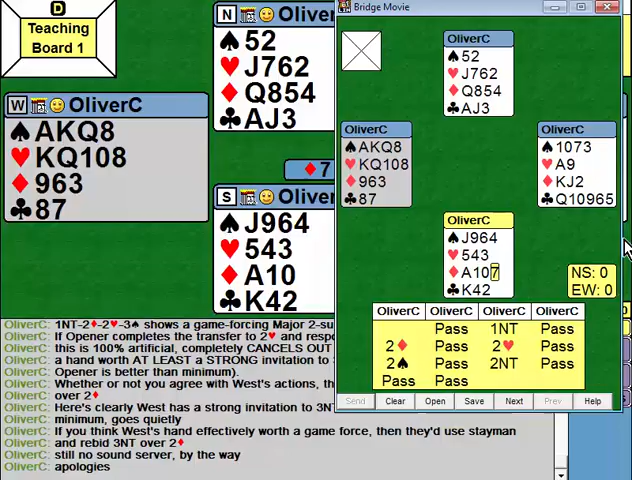 D
Teaching
Board 1
N Oliver
♠52
♥J762
♦Q854
♣AJ3
W OliverC
♠AKQ8
♥KQ108
♦963
♣87
♦7
S Oliver
♠J964
♥543
♦A10
♣K42
Bridge Movie
OliverC
♠52
♥J762
♦Q854
♣AJ3
OliverC
♠AKQ8
♥KQ108
♦963
♣87
OliverC
♠1073
♥A9
♦KJ2
♣Q10965
OliverC
♠J964
♥543
♦A107
♣K42
NS: 0
EW: 0
OliverC OliverC OliverC OliverC
Pass 1NT Pass
2♦ Pass 2♥ Pass
2♠ Pass 2NT Pass
Pass Pass
Send Clear Open Save Next Prev Help
OliverC: 1NT-2♦-2♥-3♠ shows a game-forcing Major 2-su
OliverC: If Opener completes the transfer to 2♥ and respo
OliverC: this is 100% artificial, completely CANCELS OUT
OliverC: a hand worth AT LEAST a STRONG invitation to
OliverC: Opener is better than minimum).
OliverC: Whether or not you agree with West's actions, th
over 2♦
OliverC: Here's clearly West has a strong invitation to 3NT
minimum, goes quietly
OliverC: If you think West's hand effectively worth a game force, then they'd use stayman
and rebid 3NT over 2♦
OliverC: still no sound server, by the way
OliverC: apologies